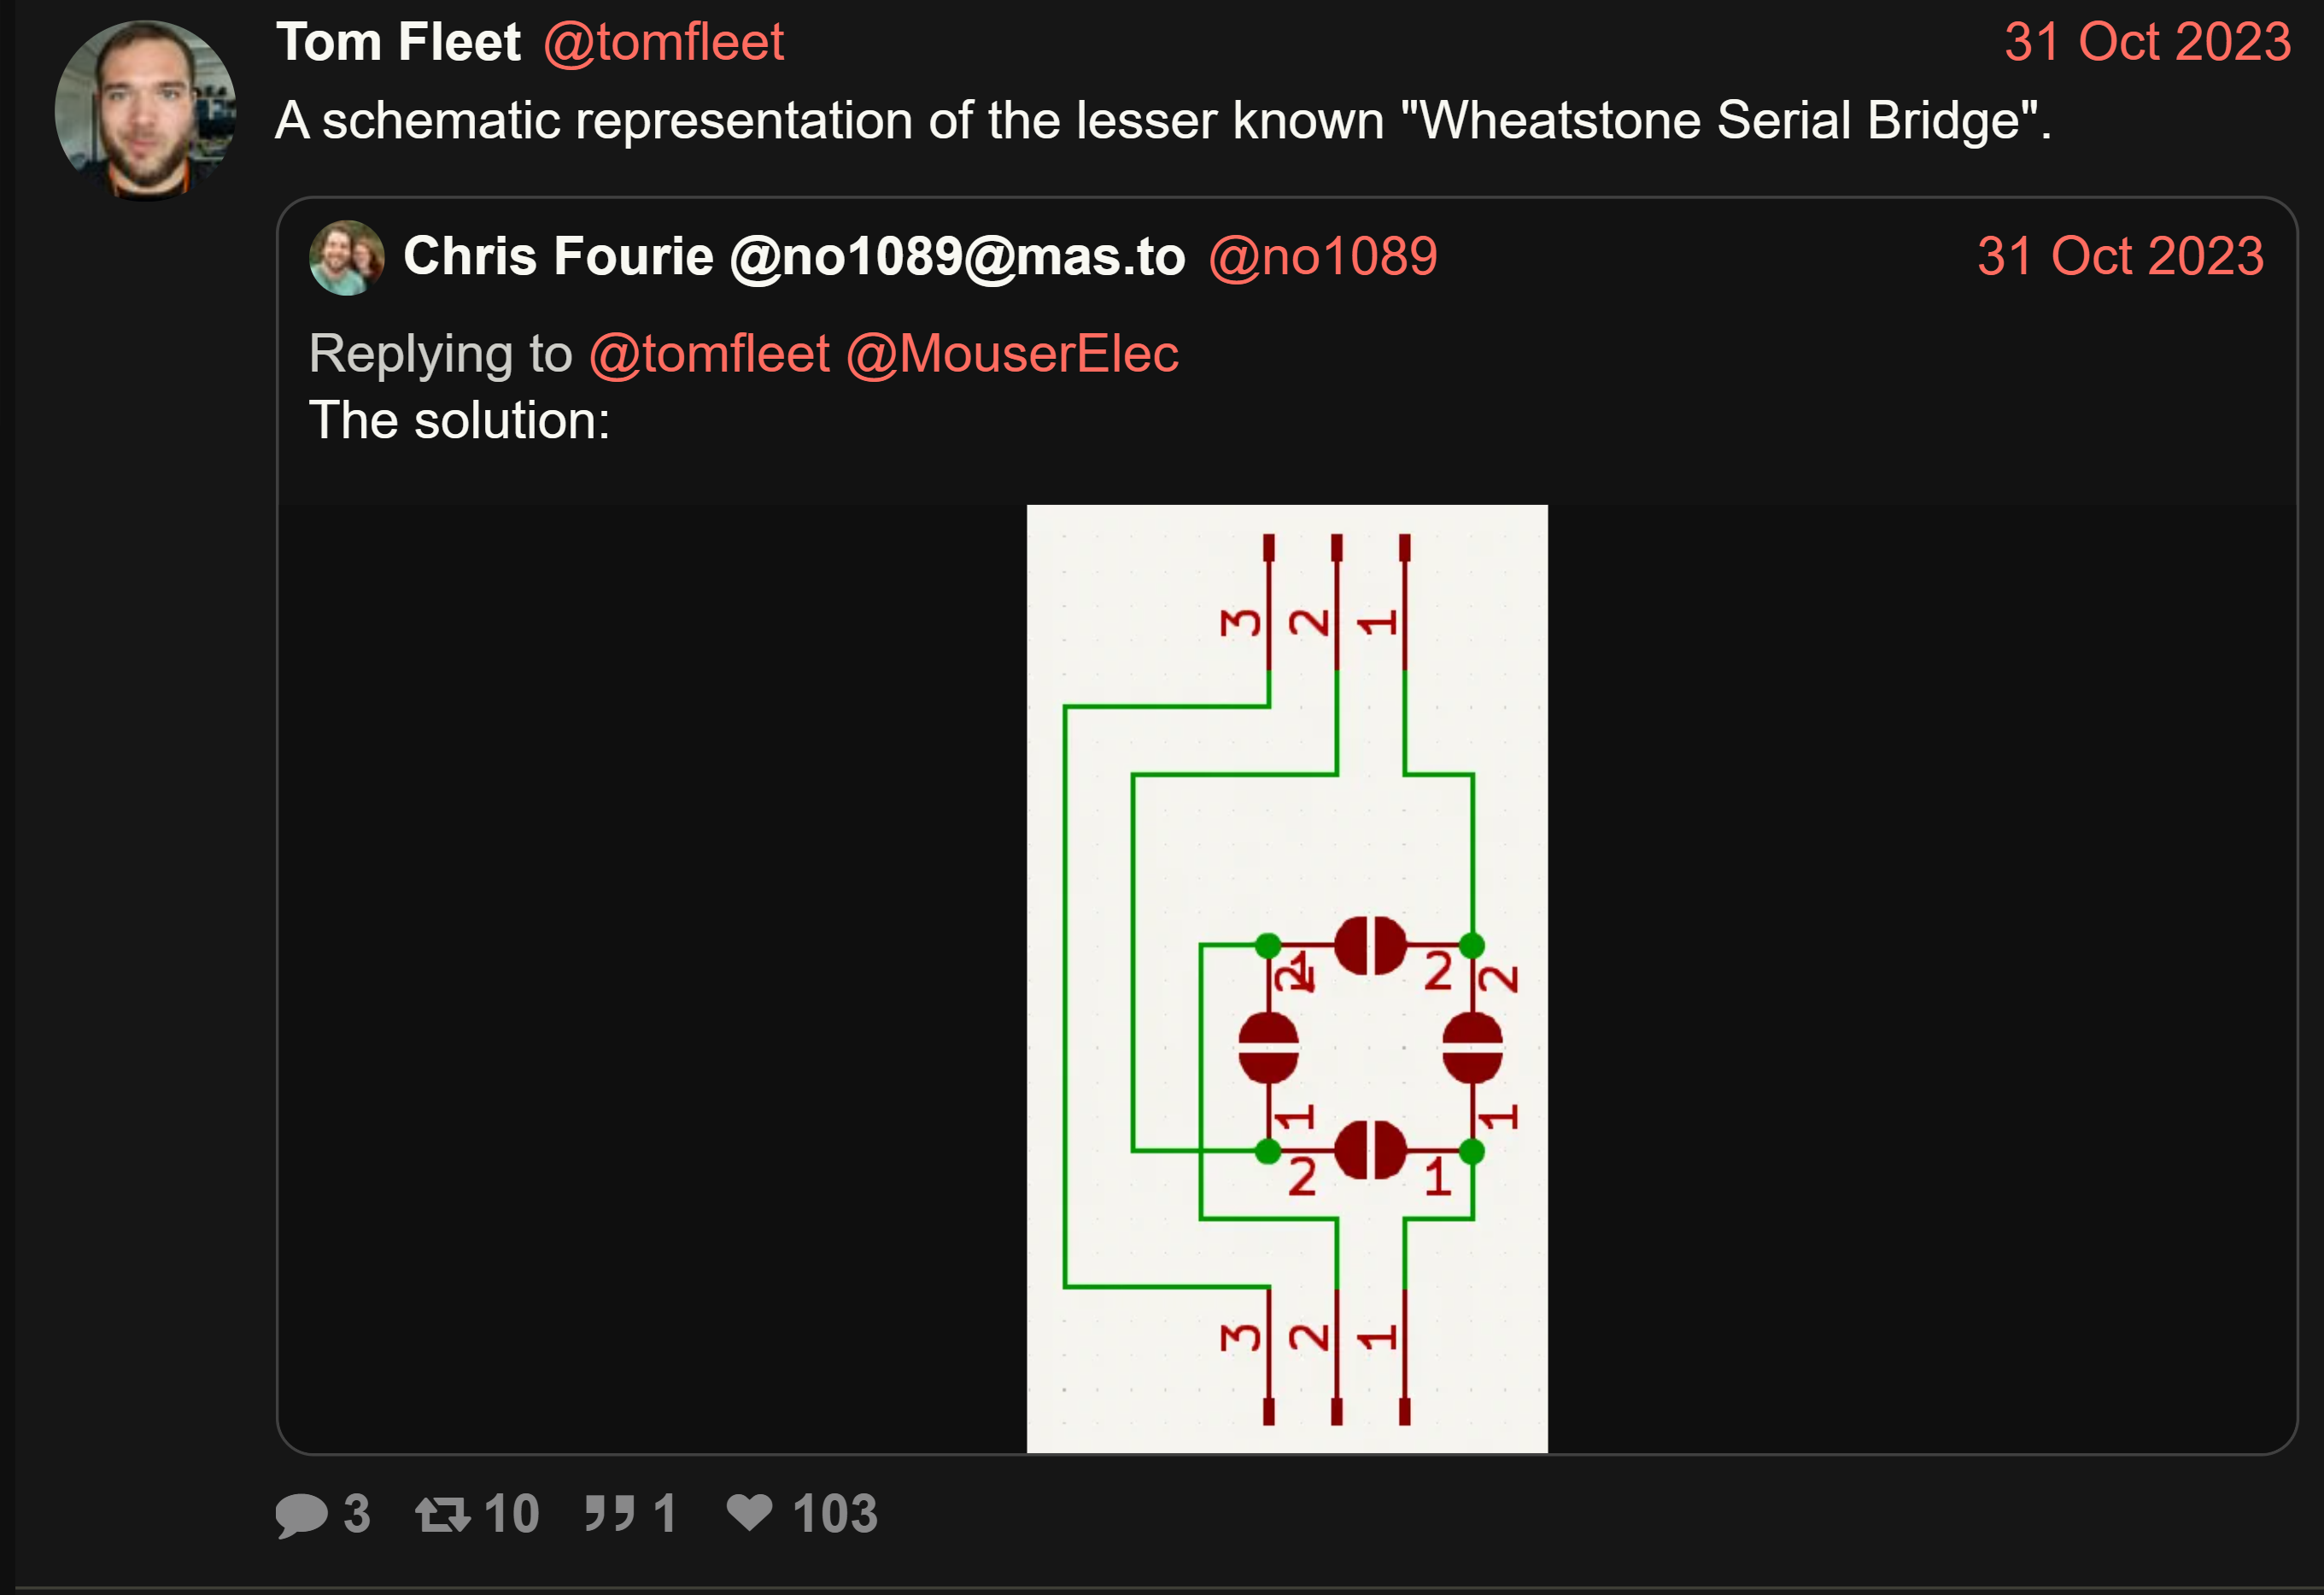 Tom Fleet @tomfleet 31 Oct 2023
A schematic representation of the lesser known "Wheatstone Serial Bridge".
Chris Fourie @no1089@mas.to @no1089 31 Oct 2023
Replying to @tomfleet @MouserElec
The solution:
3 2 1
2 1 2 2
1 1
2 1
3 2 1
3 10 1 103